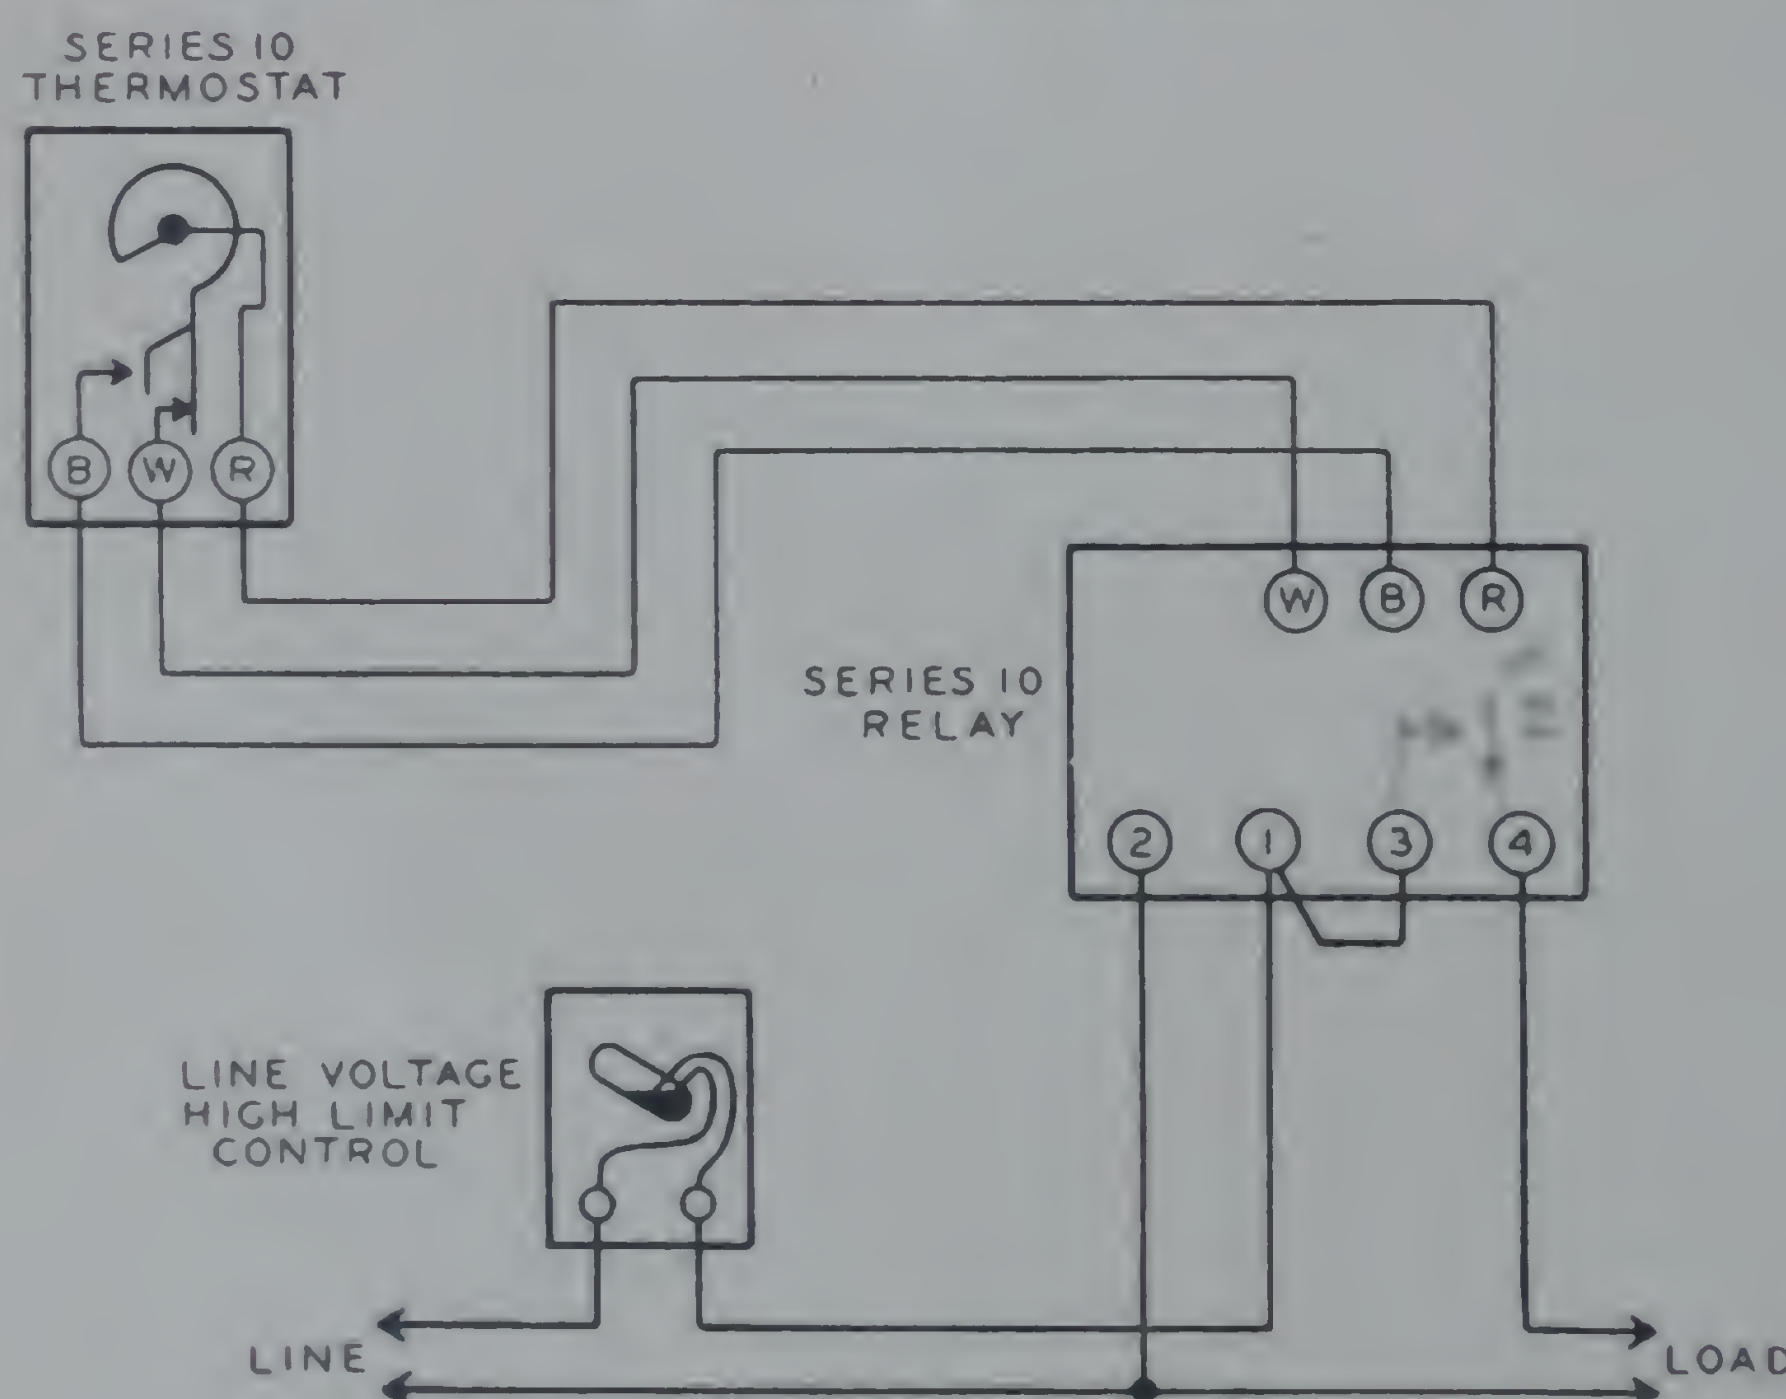 SERIES 10
THERMOSTAT
B W R
W B R
SERIES 10
RELAY
2 1 3 4
LINE VOLTAGE
HIGH LIMIT
CONTROL
LINE
LOAD